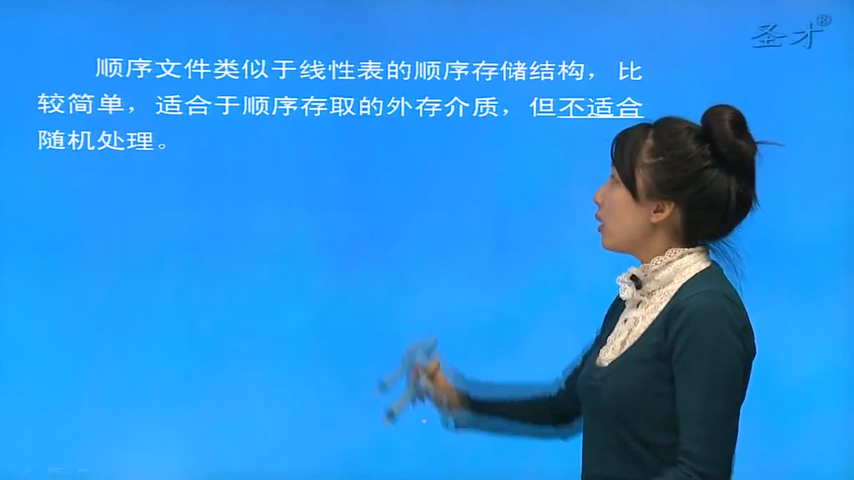 圣才®
顺序文件类似于线性表的顺序存储结构，比
较简单，适合于顺序存取的外存介质，但不适合
随机处理。